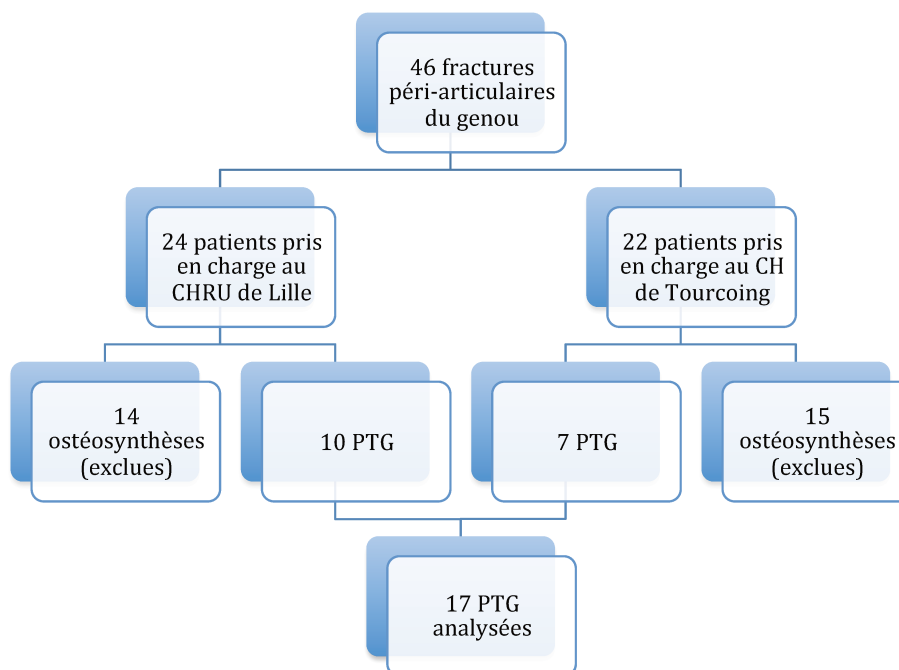 46 fractures
péri-articulaires
du genou
24 patients pris
en charge au
CHRU de Lille
22 patients pris
en charge au CH
de Tourcoing
14
ostéosynthèses
(exclues)
10 PTG
7 PTG
15
ostéosynthèses
(exclues)
17 PTG
analysées